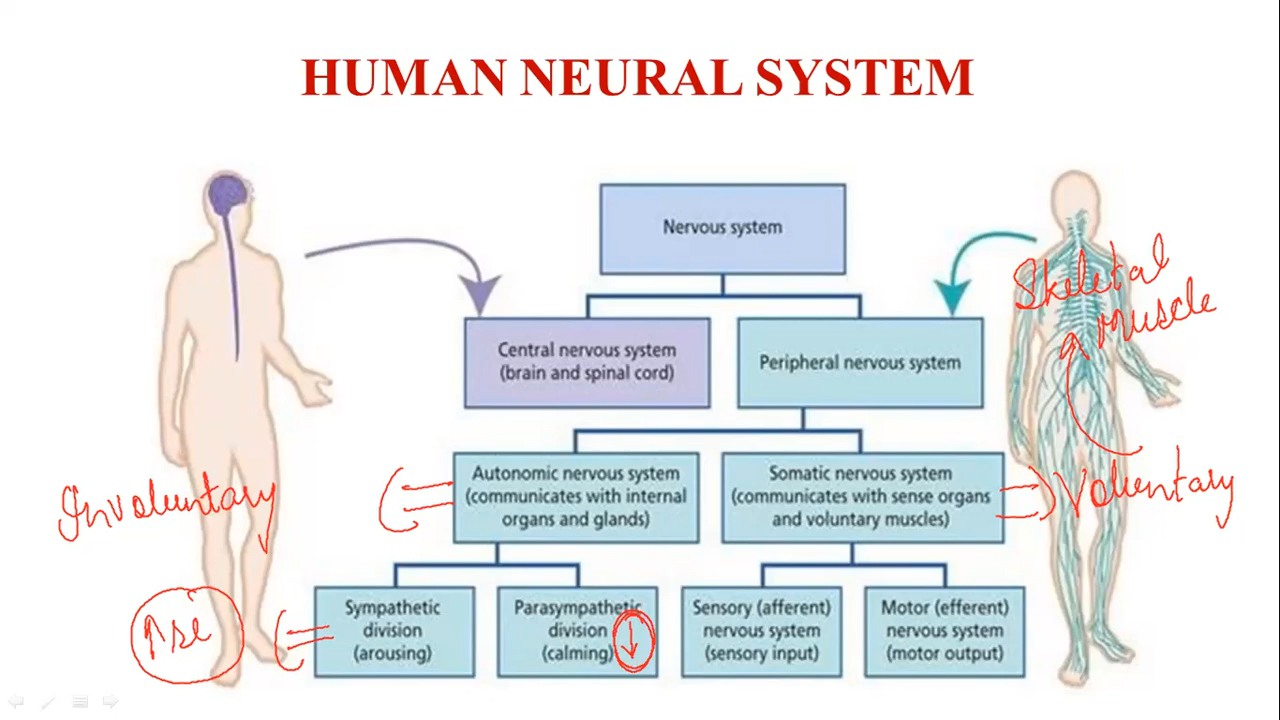 HUMAN NEURAL SYSTEM
Nervous system
Central nervous system
(brain and spinal cord)
Peripheral nervous system
Skeletal
Muscle
Autonomic nervous system
(communicates with internal
organs and glands)
Somatic nervous system
(communicates with sense organs
and voluntary muscles)
Involuntary
Voluntary
Sympathetic
division
(arousing)
Parasympathetic
division
(calming)
↓
Sensory (afferent)
nervous system
(sensory input)
Motor (efferent)
nervous system
(motor output)